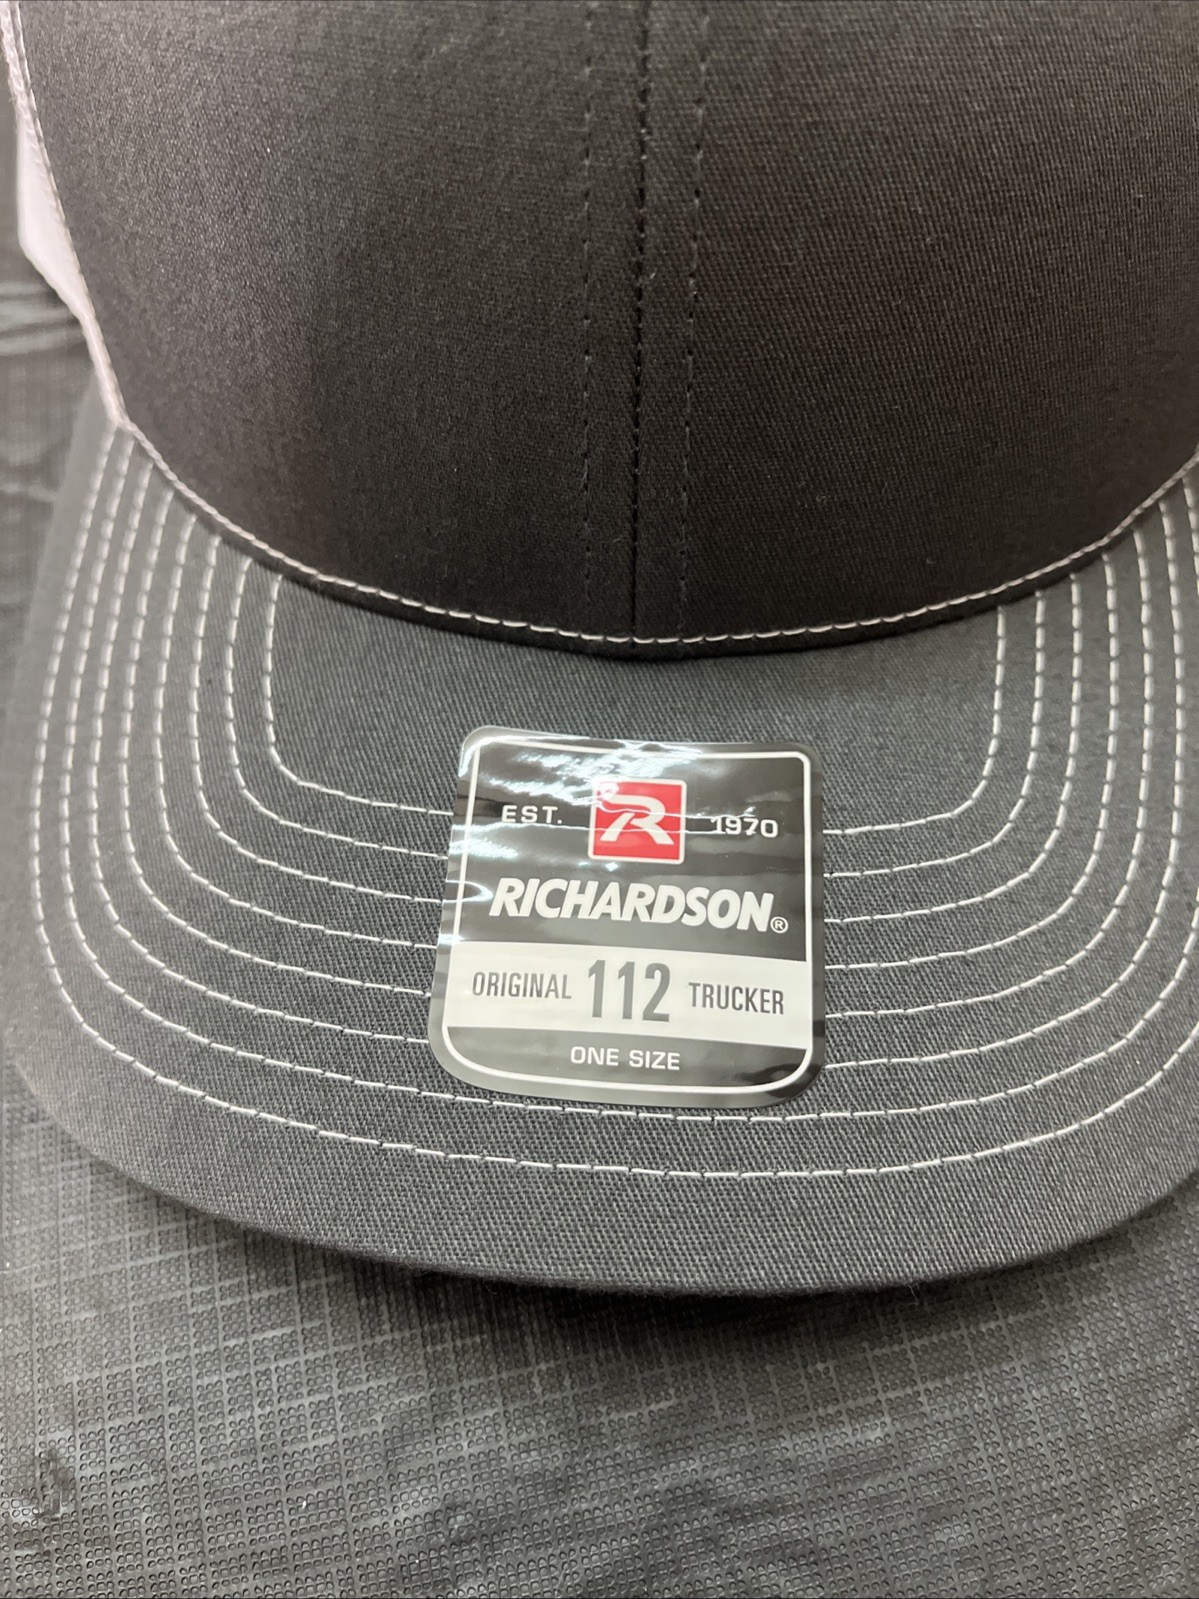 EST. R 1970
RICHARDSON®
ORIGINAL 112 TRUCKER
ONE SIZE